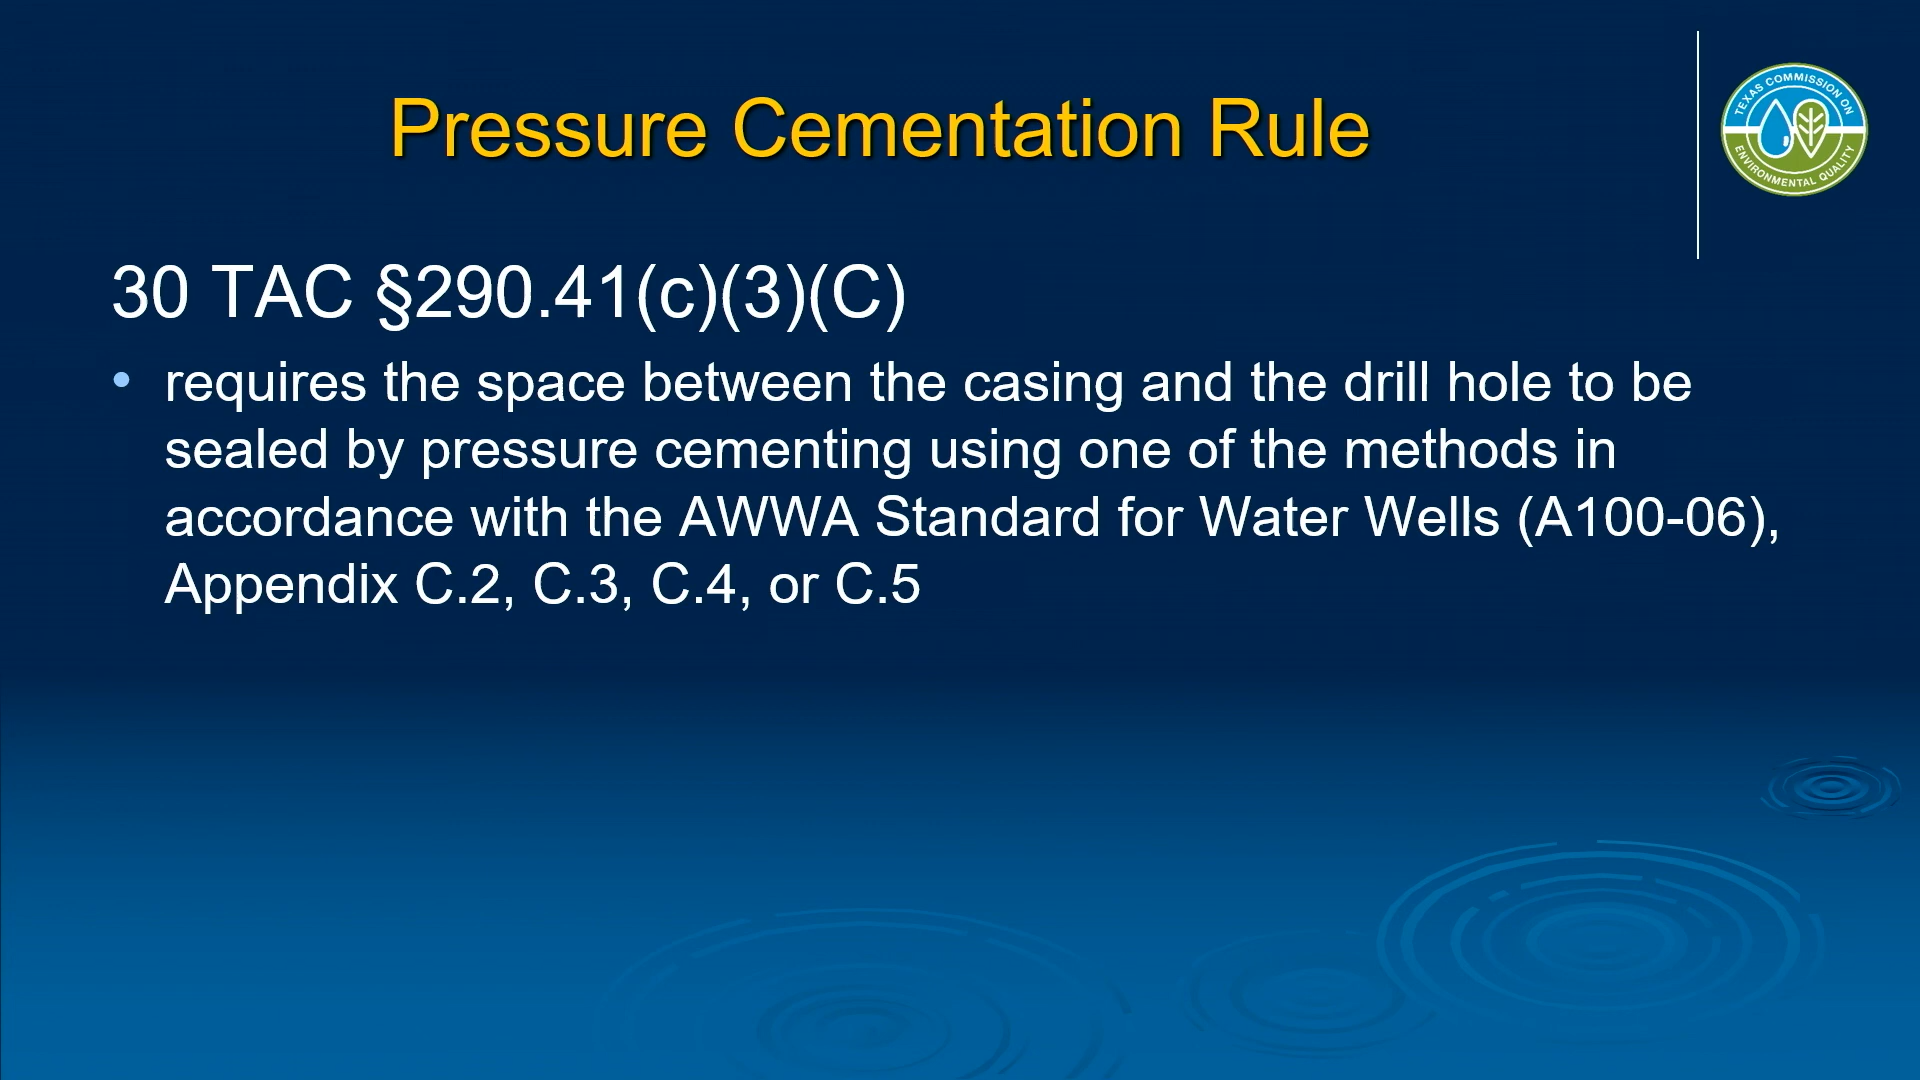 Pressure Cementation Rule
TEXAS COMMISSION ON
ENVIRONMENTAL QUALITY
30 TAC §290.41(c)(3)(C)
• requires the space between the casing and the drill hole to be
sealed by pressure cementing using one of the methods in
accordance with the AWWA Standard for Water Wells (A100-06),
Appendix C.2, C.3, C.4, or C.5